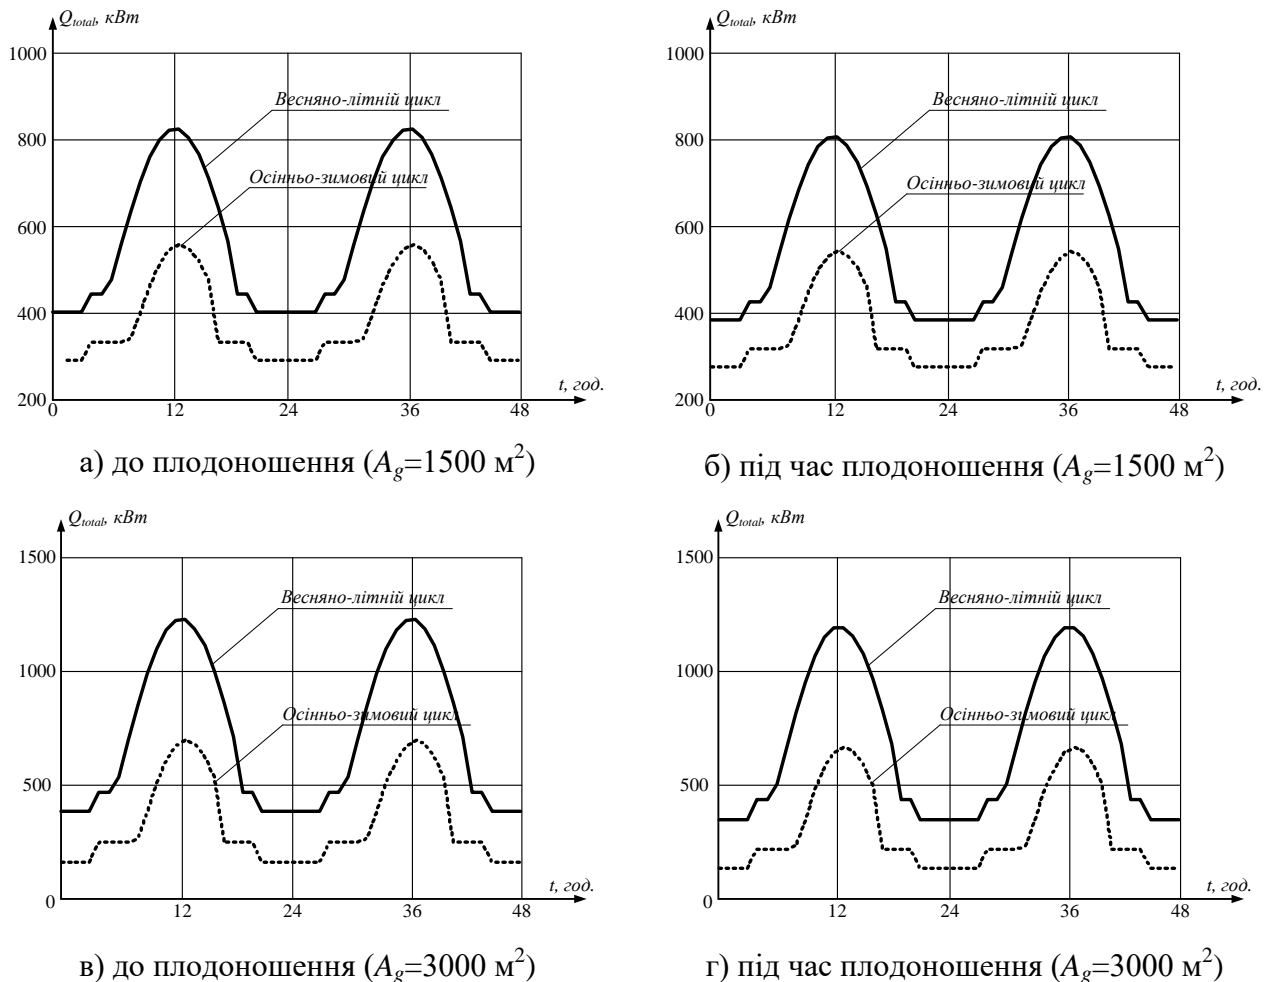 Q_total, кВт
1000
800
600
400
200
0
12
24
36
48
t, год.
Весняно-літній цикл
Осінньо-зимовий цикл
а) до плодоношення (A_g=1500 м²)
Q_total, кВт
1000
800
600
400
200
0
12
24
36
48
t, год.
Весняно-літній цикл
Осінньо-зимовий цикл
б) під час плодоношення (A_g=1500 м²)
Q_total, кВт
1500
1000
500
0
12
24
36
48
t, год.
Весняно-літній цикл
Осінньо-зимовий цикл
в) до плодоношення (A_g=3000 м²)
Q_total, кВт
1500
1000
500
0
12
24
36
48
t, год.
Весняно-літній цикл
Осінньо-зимовий цикл
г) під час плодоношення (A_g=3000 м²)